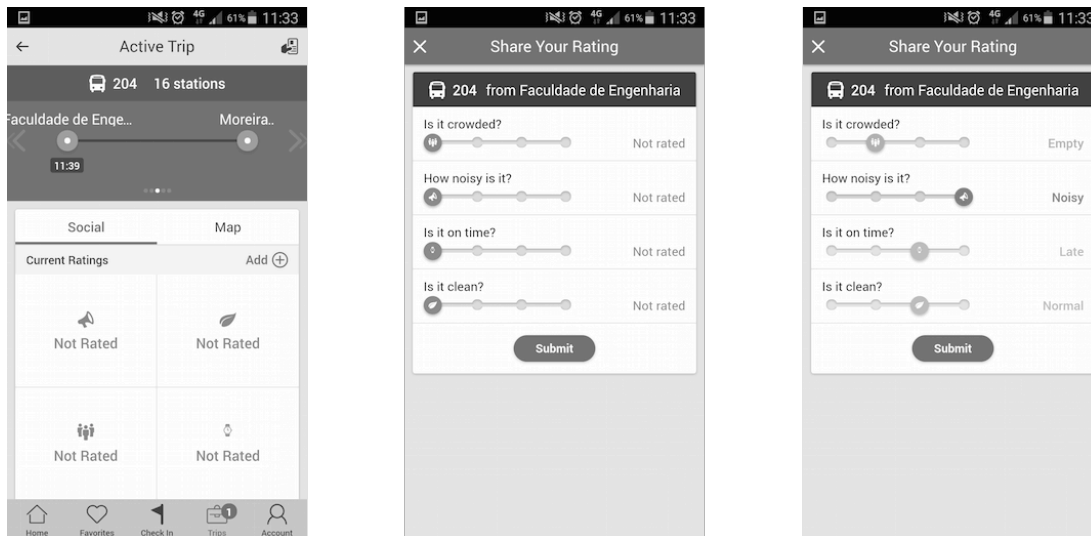 4G 61% 11:33
Active Trip
204 16 stations
Faculdade de Enge... Moreira..
11:39
Social Map
Current Ratings Add
Not Rated Not Rated
Not Rated Not Rated
1
Home Favorites Check In Trips Account
4G 61% 11:33
Share Your Rating
204 from Faculdade de Engenharia
Is it crowded?
Not rated
How noisy is it?
Not rated
Is it on time?
Not rated
Is it clean?
Not rated
Submit
4G 61% 11:33
Share Your Rating
204 from Faculdade de Engenharia
Is it crowded?
Empty
How noisy is it?
Noisy
Is it on time?
Late
Is it clean?
Normal
Submit